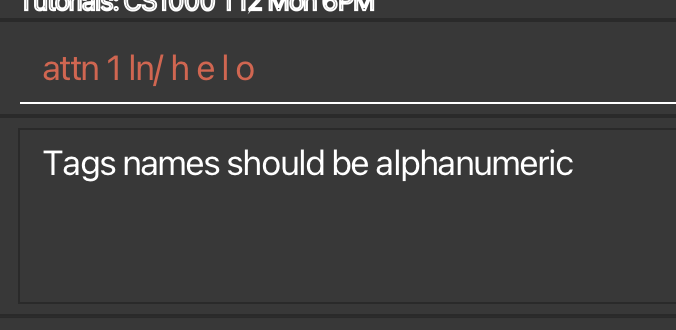 Tutorials: CS1000 T12 Mon 6PM
attn 1 ln/ h e l o
Tags names should be alphanumeric